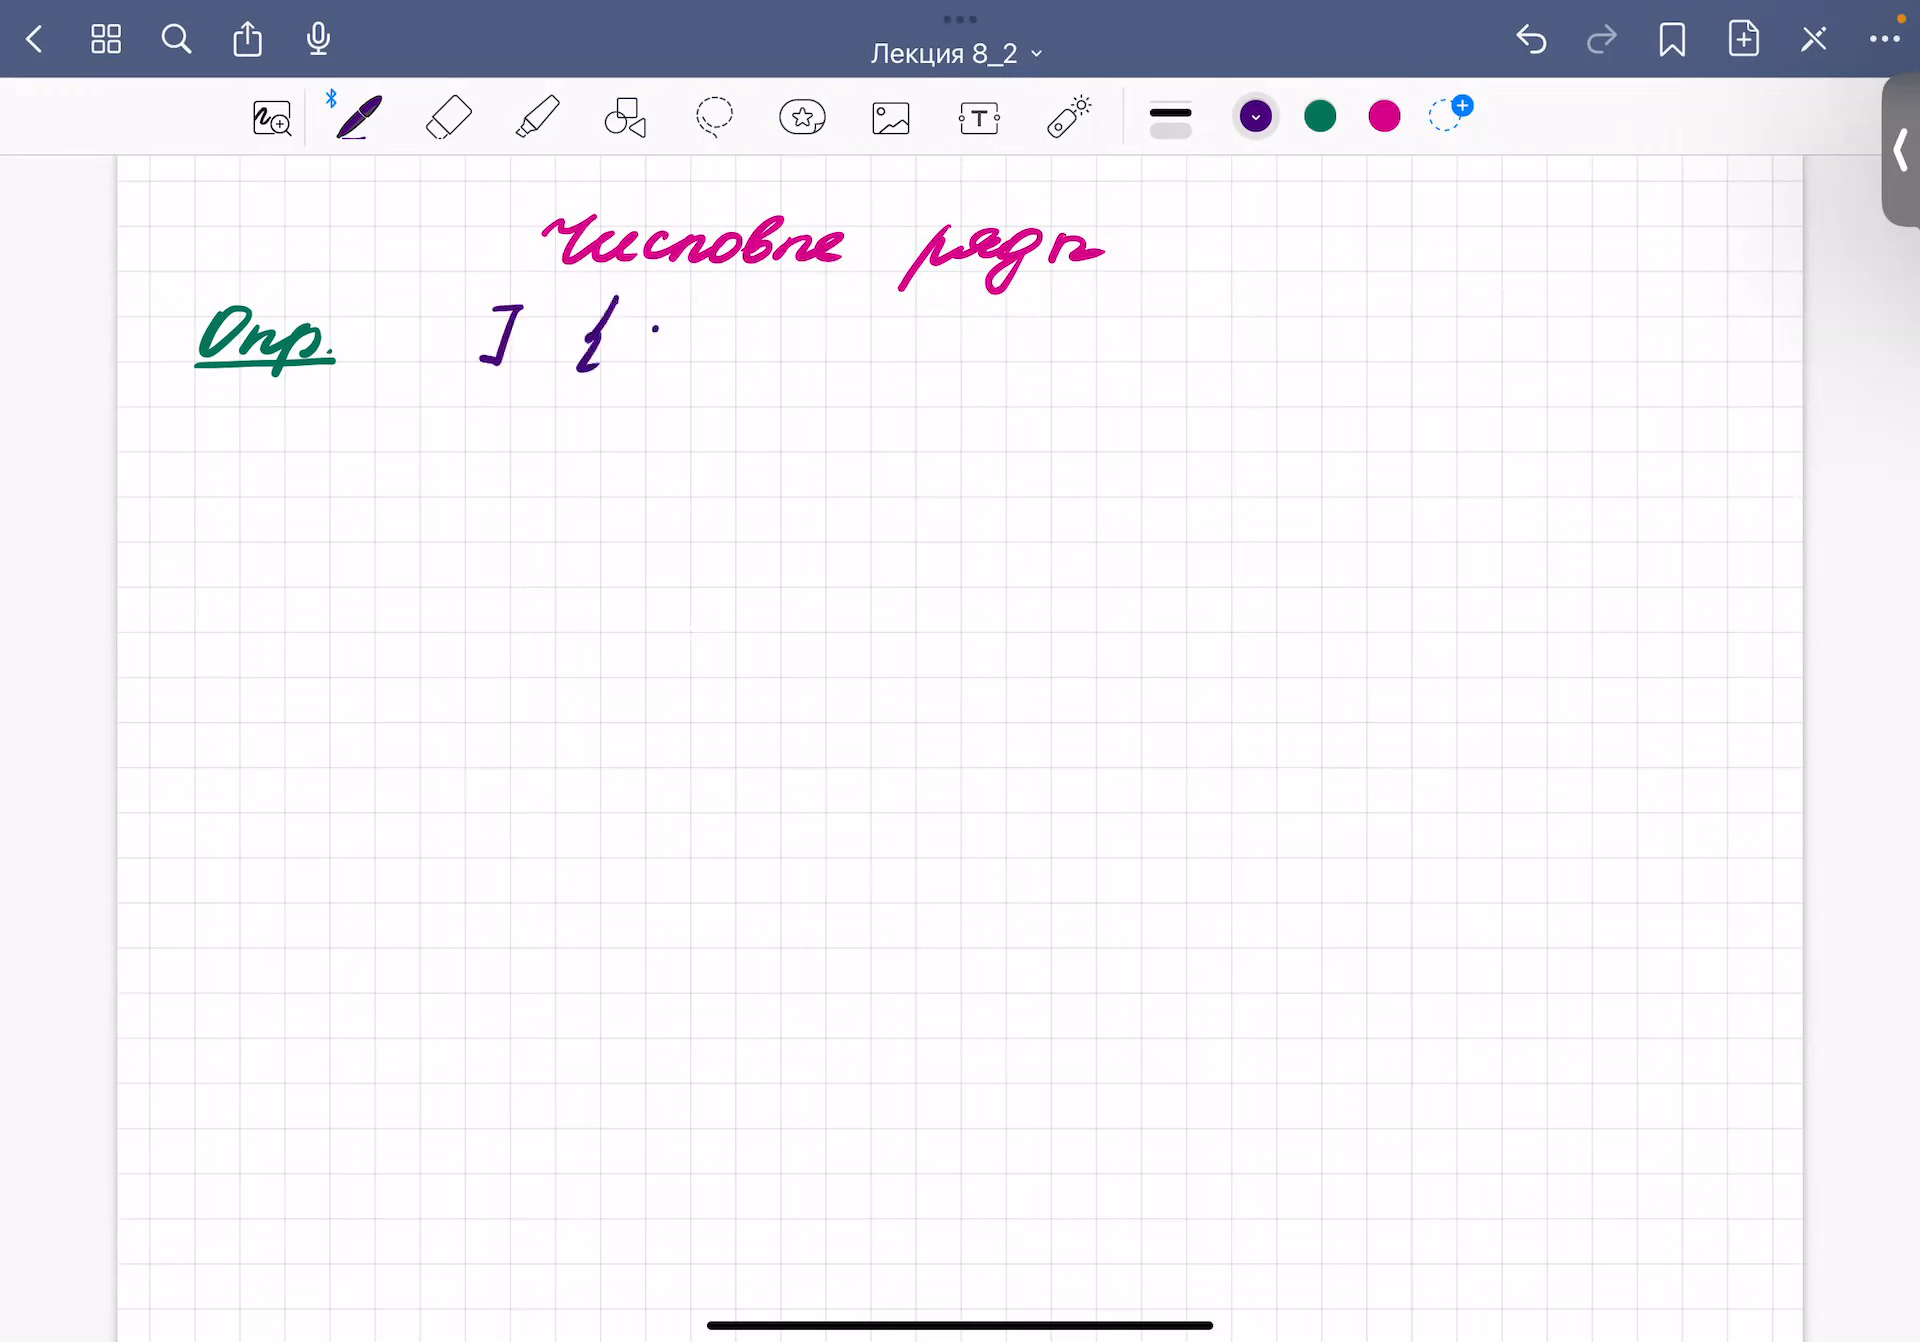 Лекция 8_2
Числовые ряды
Опр. ] { .